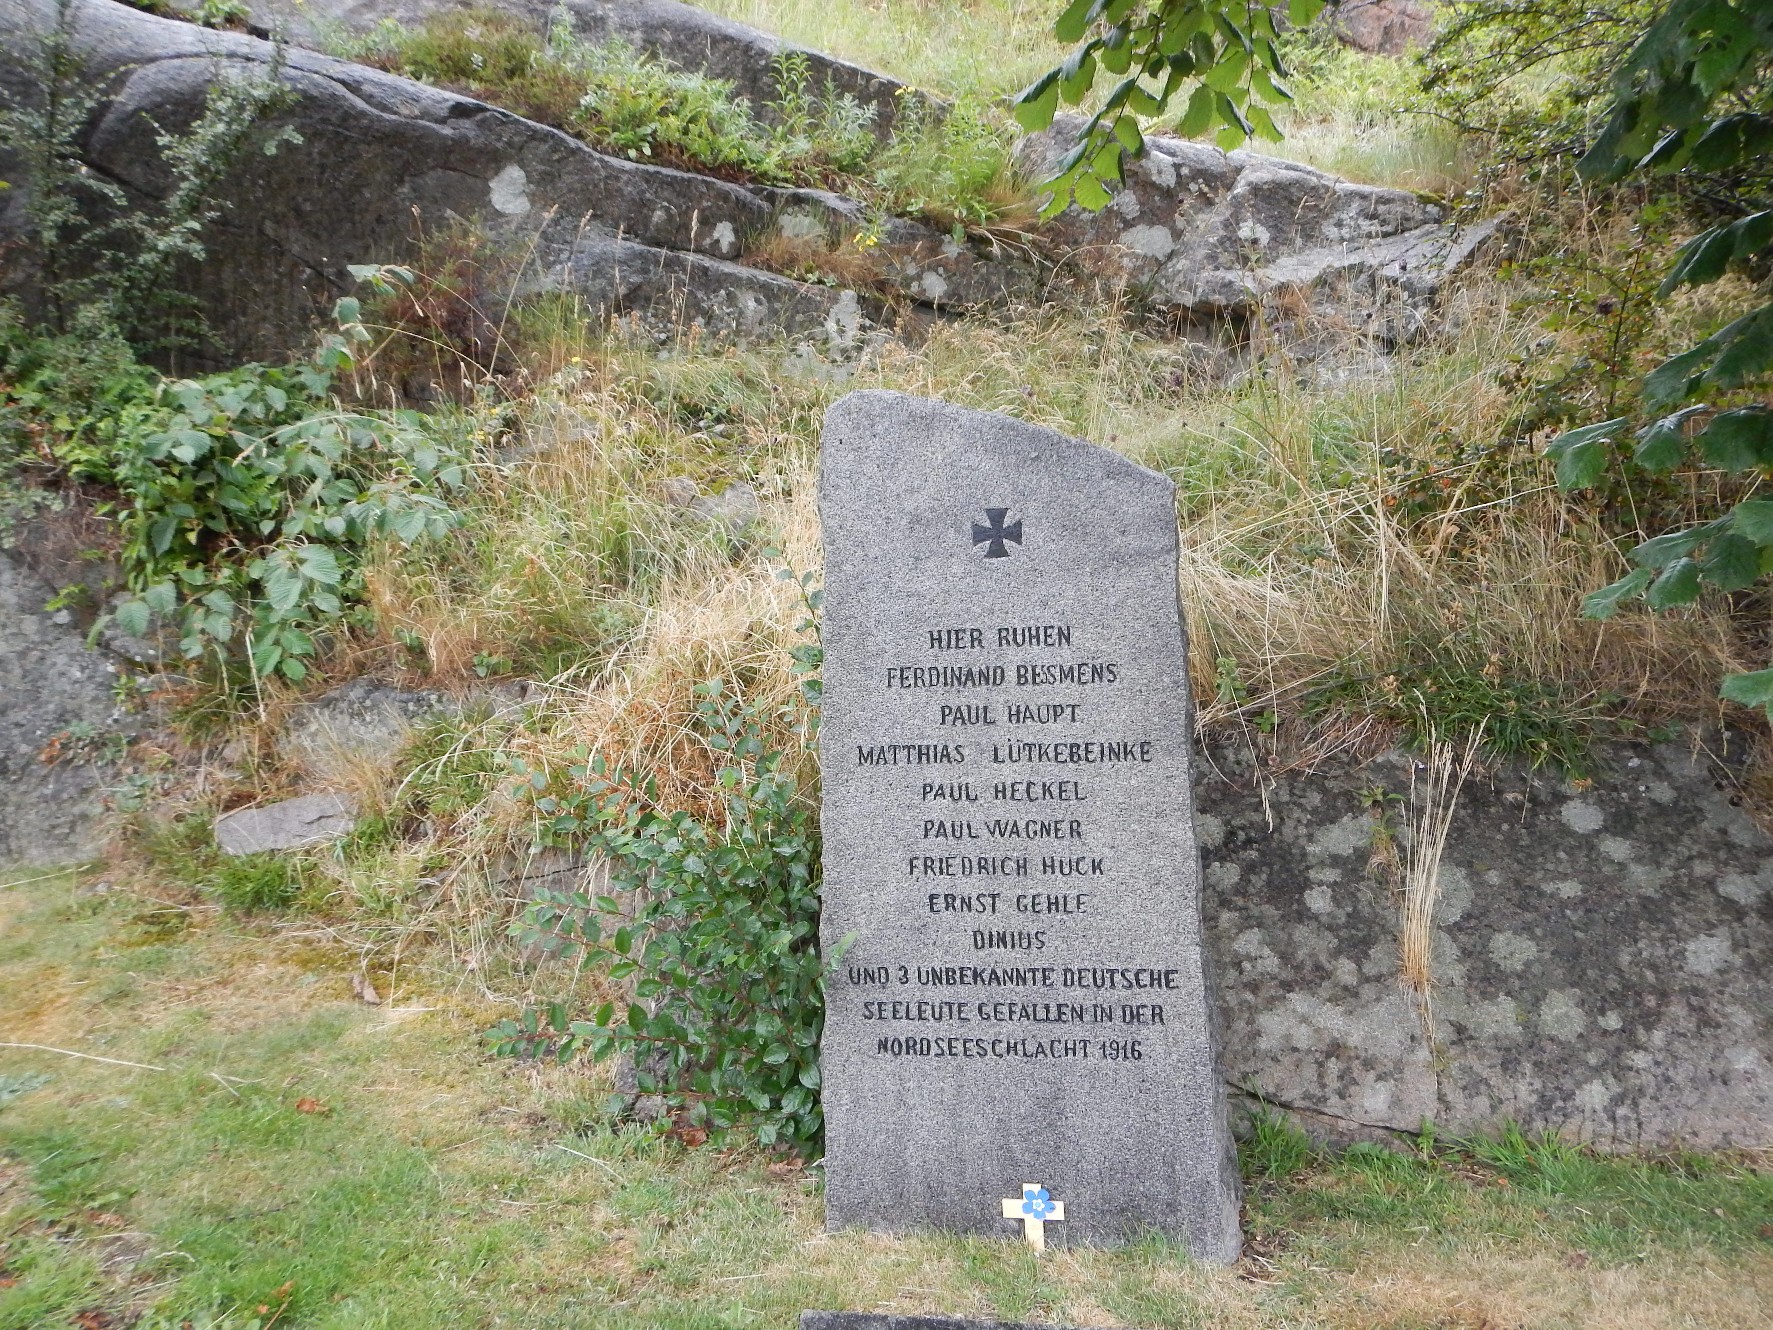 HIER RUHEN
FERDINAND BESSMENS
PAUL HAUPT
MATTHIAS LÜTKEBEINKE
PAUL HECKEL
PAUL WAGNER
FRIEDRICH HUCK
ERNST GEHLE
DINIUS
UND 3 UNBEKANNTE DEUTSCHE
SEELEUTE GEFALLEN IN DER
NORDSEESCHLACHT 1916